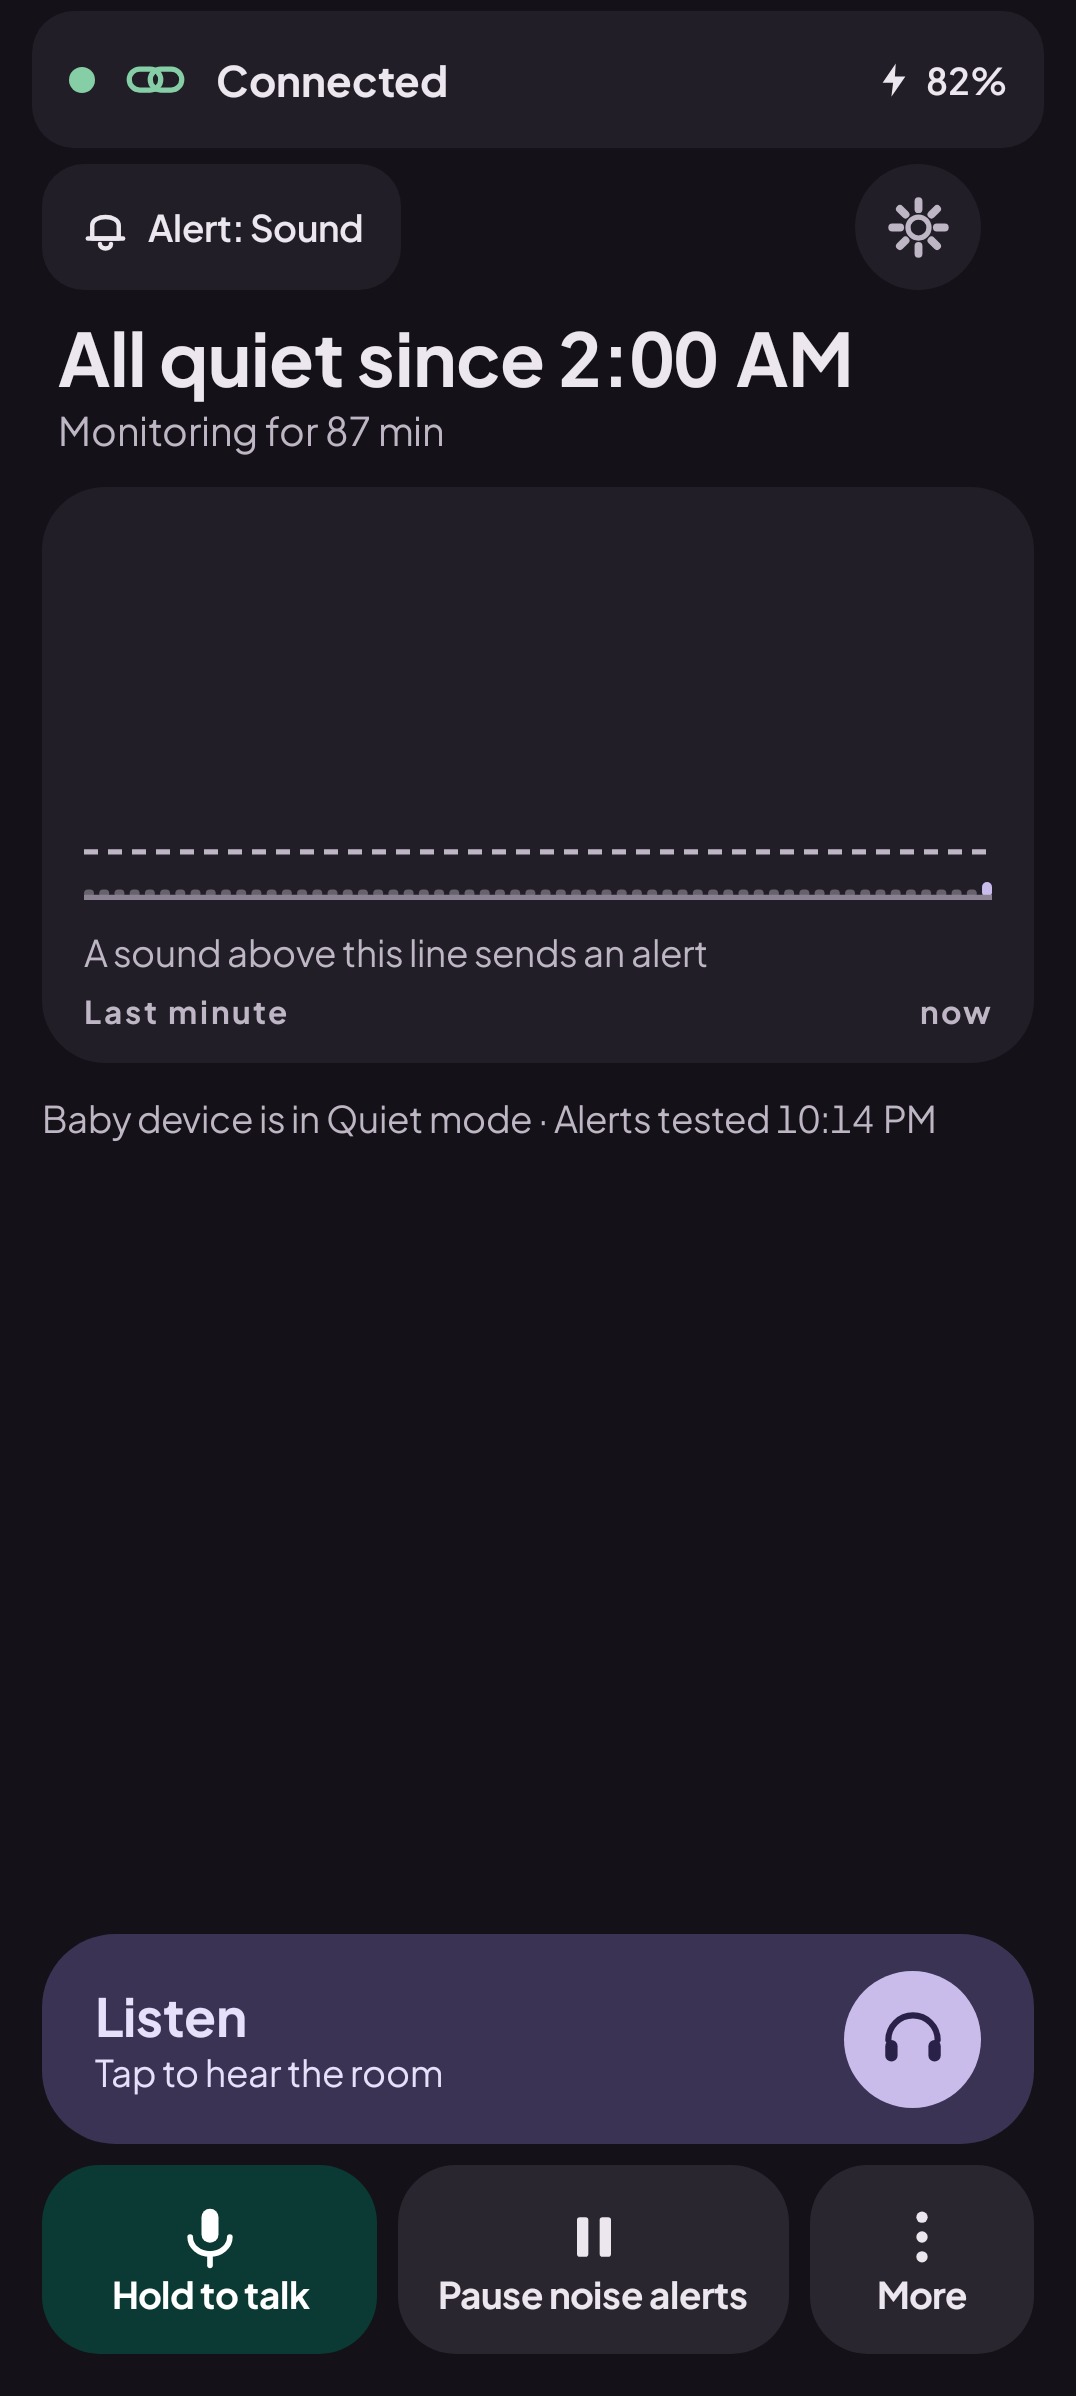 Connected
82%
Alert: Sound
All quiet since 2:00 AM
Monitoring for 87 min
A sound above this line sends an alert
Last minute
now
Baby device is in Quiet mode · Alerts tested 10:14 PM
Listen
Tap to hear the room
Hold to talk
Pause noise alerts
More